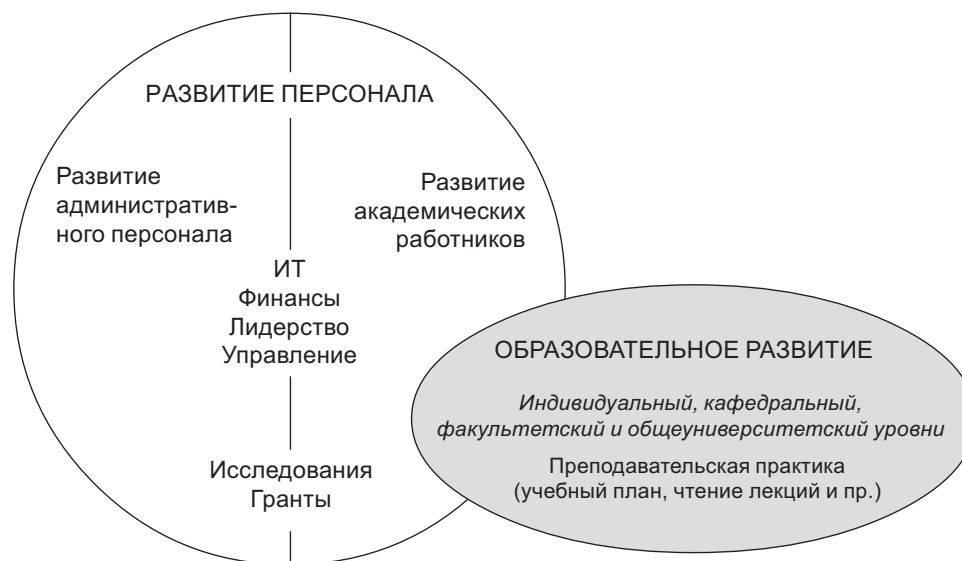 РАЗВИТИЕ ПЕРСОНАЛА
Развитие
административ-
ного персонала
Развитие
академических
работников
ИТ
Финансы
Лидерство
Управление
Исследования
Гранты
ОБРАЗОВАТЕЛЬНОЕ РАЗВИТИЕ
Индивидуальный, кафедральный,
факультетский и общеуниверситетский уровни
Преподавательская практика
(учебный план, чтение лекций и пр.)